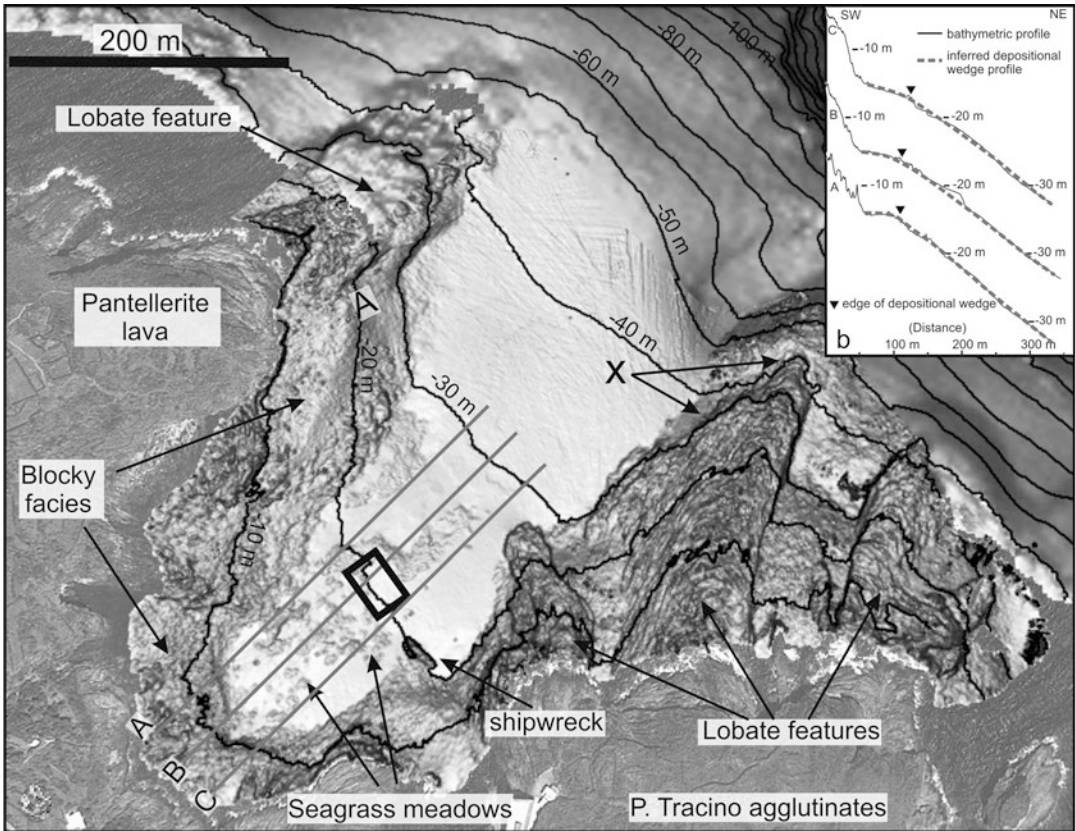 200 m
-60 m
-80 m
100 m
Lobate feature
-50 m
Pantellerite
lava
A
-20 m
-40 m
X
-30 m
Blocky
facies
-10 m
shipwreck
Lobate features
A
B
C
Seagrass meadows
P. Tracino agglutinates
SW
NE
C
bathymetric profile
-10 m
inferred depositional
wedge profile
B
-10 m
-20 m
A
-10 m
-20 m
-30 m
-20 m
-30 m
edge of depositional wedge
-30 m
(Distance)
b
100 m
200 m
300 m